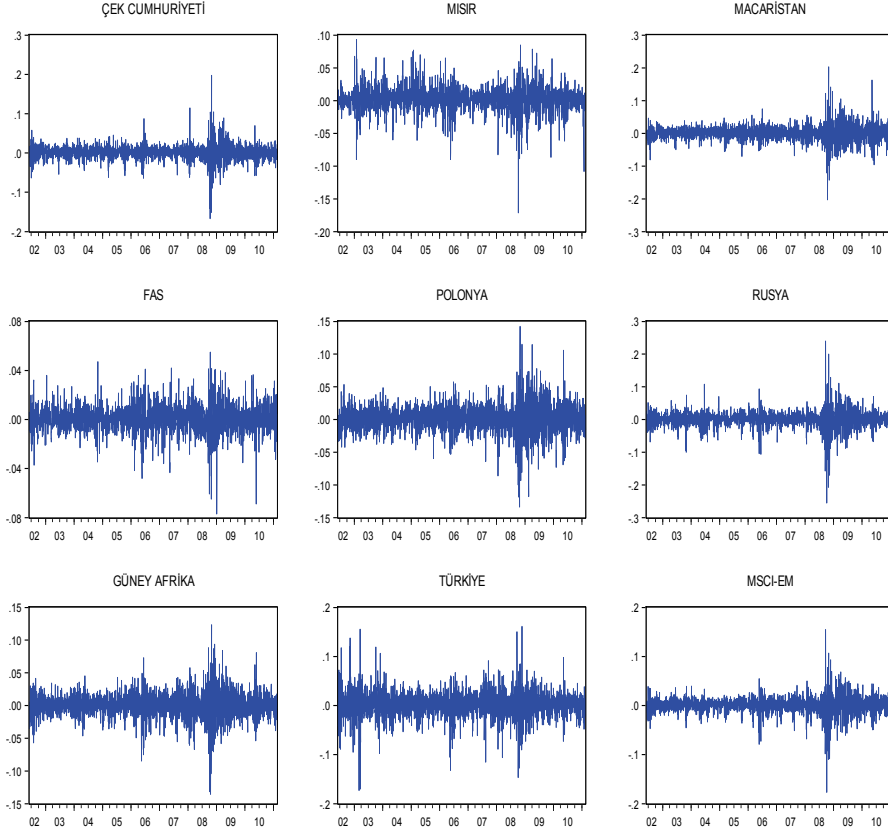 ÇEK CUMHURİYETİ MISIR MACARİSTAN
.3 .10 .3
.2 .05 .2
.1 .00 .1
.0 -.05 .0
-.1 -.10 -.1
-.15 -.2
-.2 -.20 -.3
02 03 04 05 06 07 08 09 10 02 03 04 05 06 07 08 09 10 02 03 04 05 06 07 08 09 10
FAS POLONYA RUSYA
.08 .15 .3
.10 .2
.04 .05 .1
.00 .00 .0
-.04 -.05 -.1
-.10 -.2
-.08 -.15 -.3
02 03 04 05 06 07 08 09 10 02 03 04 05 06 07 08 09 10 02 03 04 05 06 07 08 09 10
GÜNEY AFRİKA TÜRKİYE MSCI-EM
.15 .2 .2
.10 .1 .1
.05
.00 .0 .0
-.05
-.10 -.1 -.1
-.15 -.2 -.2
02 03 04 05 06 07 08 09 10 02 03 04 05 06 07 08 09 10 02 03 04 05 06 07 08 09 10